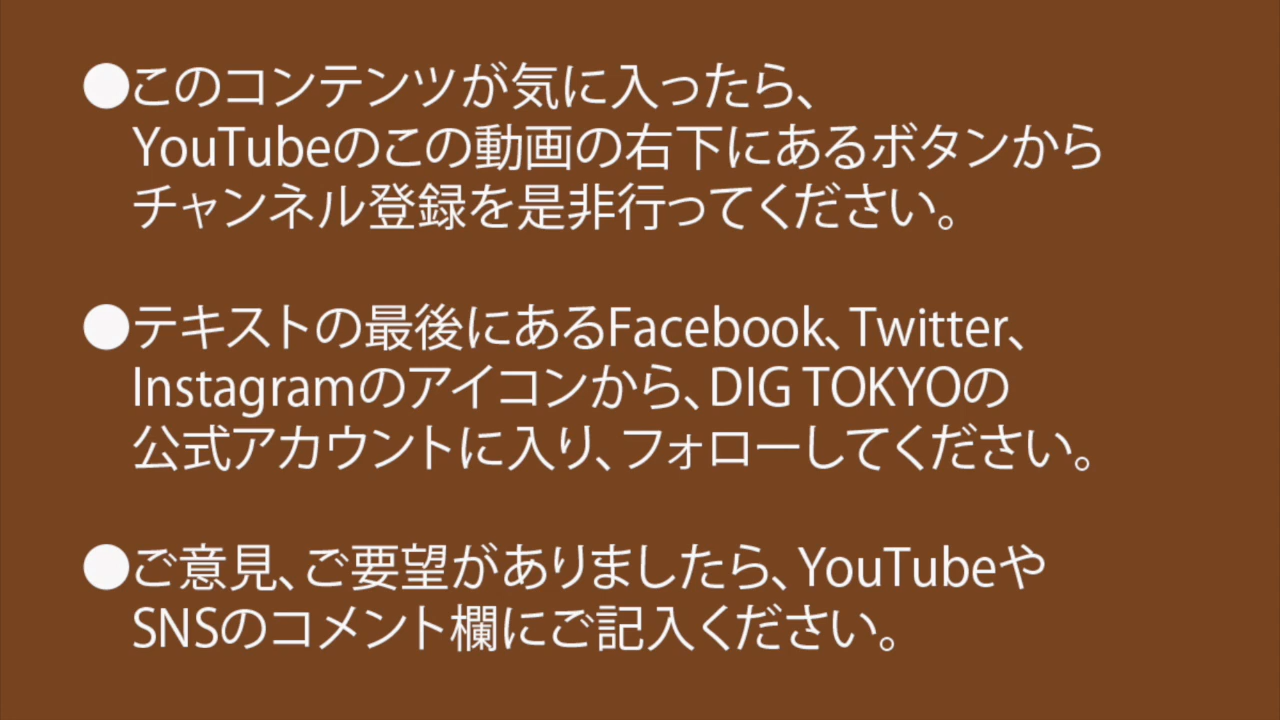 ●このコンテンツが気に入ったら、
YouTubeのこの動画の右下にあるボタンから
チャンネル登録を是非行ってください。
●テキストの最後にあるFacebook、Twitter、
Instagramのアイコンから、DIG TOKYOの
公式アカウントに入り、フォローしてください。
●ご意見、ご要望がありましたら、YouTubeや
SNSのコメント欄にご記入ください。